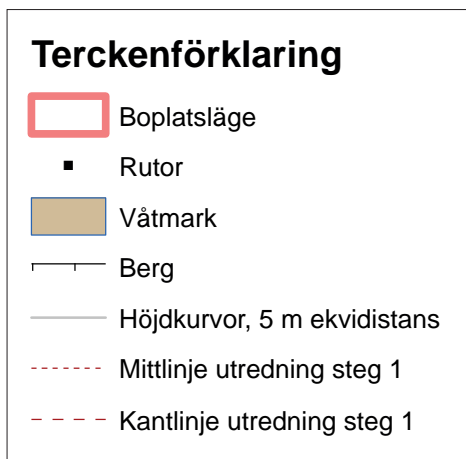 Terckenförklaring
Boplatsläge
Rutor
Våtmark
Berg
Höjdkurvor, 5 m ekvidistans
Mittlinje utredning steg 1
Kantlinje utredning steg 1